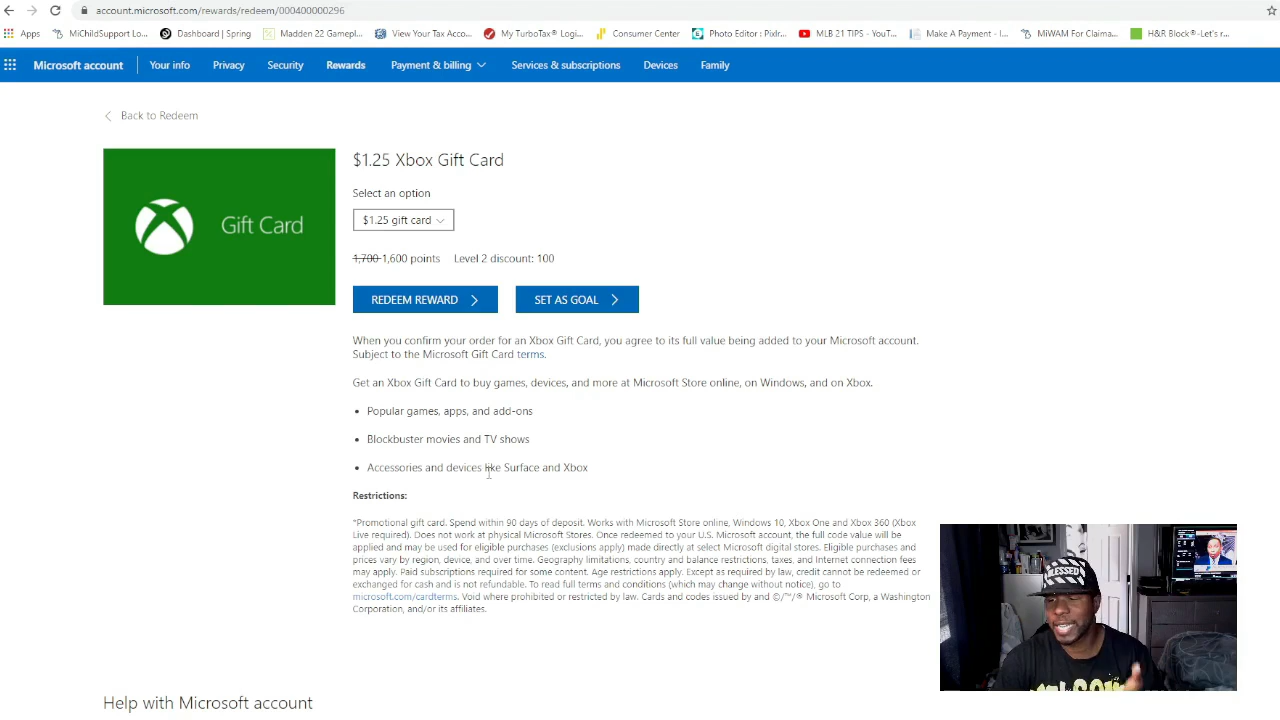 account.microsoft.com/rewards/redeem/000400000296
Apps MiChildSupport Lo... Dashboard | Spring Madden 22 Gamepl... View Your Tax Acco... My TurboTax® Logi... Consumer Center Photo Editor : Pixlr... MLB 21 TIPS - YouT... Make A Payment - I... MiWAM For Claima... H&R Block®-Let's r...
Microsoft account Your info Privacy Security Rewards Payment & billing Services & subscriptions Devices Family
Back to Redeem
Gift Card
$1.25 Xbox Gift Card
Select an option
$1.25 gift card
1,700 1,600 points Level 2 discount: 100
REDEEM REWARD SET AS GOAL
When you confirm your order for an Xbox Gift Card, you agree to its full value being added to your Microsoft account.
Subject to the Microsoft Gift Card terms.
Get an Xbox Gift Card to buy games, devices, and more at Microsoft Store online, on Windows, and on Xbox.
• Popular games, apps, and add-ons
• Blockbuster movies and TV shows
• Accessories and devices like Surface and Xbox
Restrictions:
*Promotional gift card. Spend within 90 days of deposit. Works with Microsoft Store online, Windows 10, Xbox One and Xbox 360 (Xbox
Live required). Does not work at physical Microsoft Stores. Once redeemed to your U.S. Microsoft account, the full code value will be
applied and may be used for eligible purchases (exclusions apply) made directly at select Microsoft digital stores. Eligible purchases and
prices vary by region, device, and over time. Geography limitations, country and balance restrictions, taxes, and Internet connection fees
may apply. Paid subscriptions required for some content. Age restrictions apply. Except as required by law, credit cannot be redeemed or
exchanged for cash and is not refundable. To read full terms and conditions (which may change without notice), go to
microsoft.com/cardterms. Void where prohibited or restricted by law. Cards and codes issued by and ©/™/® Microsoft Corp, a Washington
Corporation, and/or its affiliates.
BLESSED
Help with Microsoft account